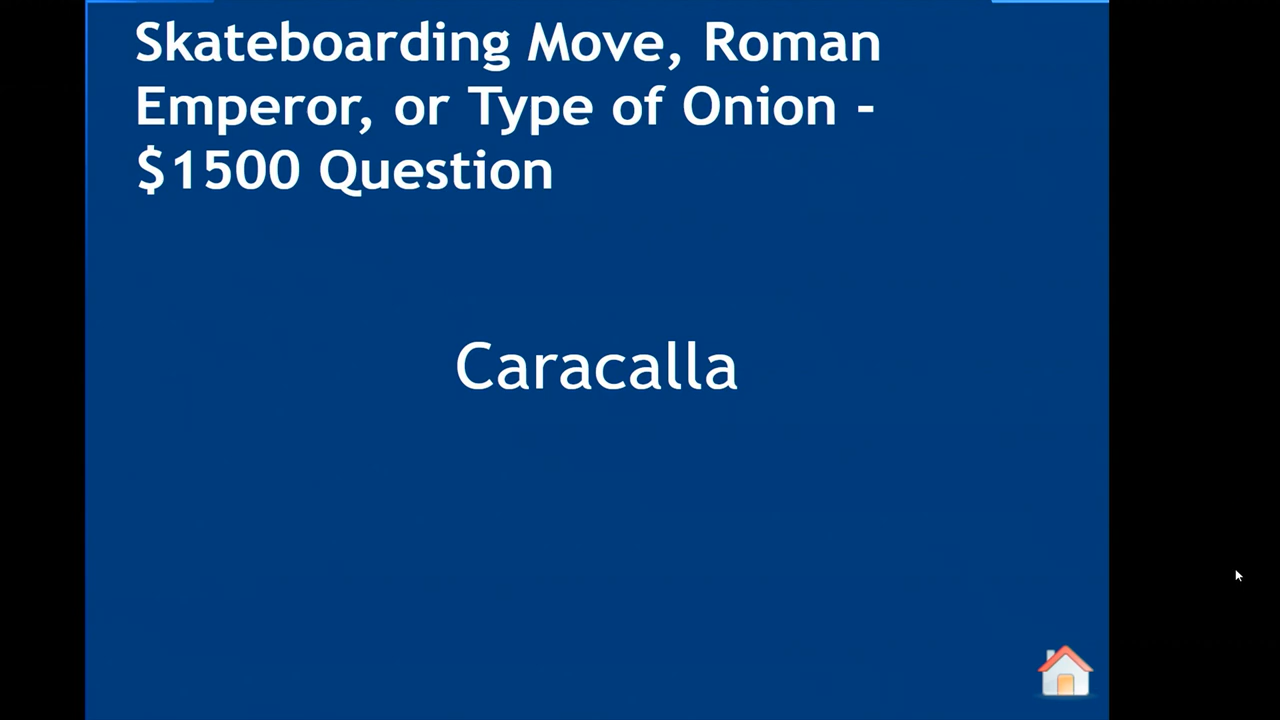 Skateboarding Move, Roman
Emperor, or Type of Onion –
$1500 Question
Caracalla